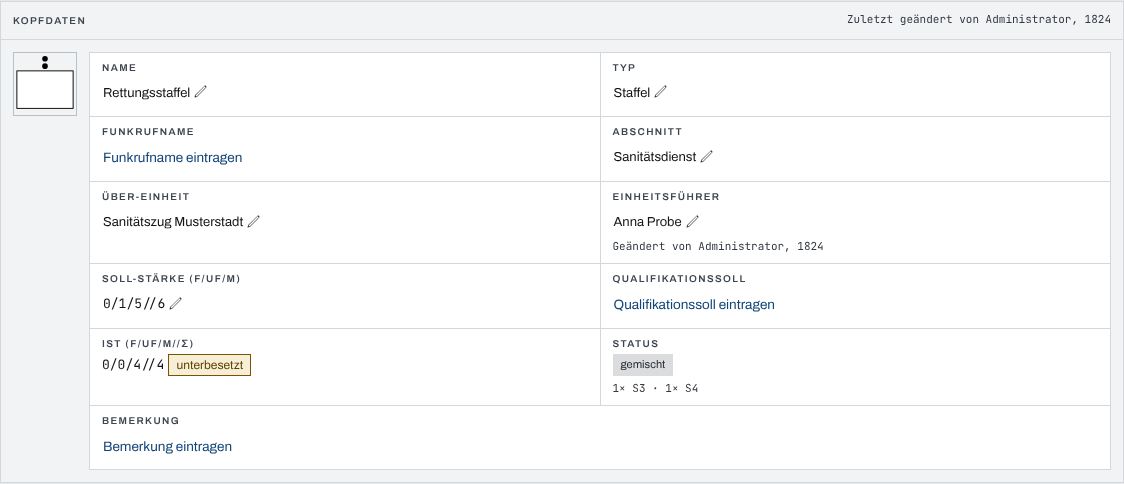 KOPFDATEN
Zuletzt geändert von Administrator, 1824
NAME
Rettungsstaffel
TYP
Staffel
FUNKRUFNAME
Funkrufname eintragen
ABSCHNITT
Sanitätsdienst
ÜBER-EINHEIT
Sanitätszug Musterstadt
EINHEITSFÜHRER
Anna Probe
Geändert von Administrator, 1824
SOLL-STÄRKE (F/UF/M)
0/1/5//6
QUALIFIKATIONSSOLL
Qualifikationssoll eintragen
IST (F/UF/M//Σ)
0/0/4//4 unterbesetzt
STATUS
gemischt
1× S3 · 1× S4
BEMERKUNG
Bemerkung eintragen